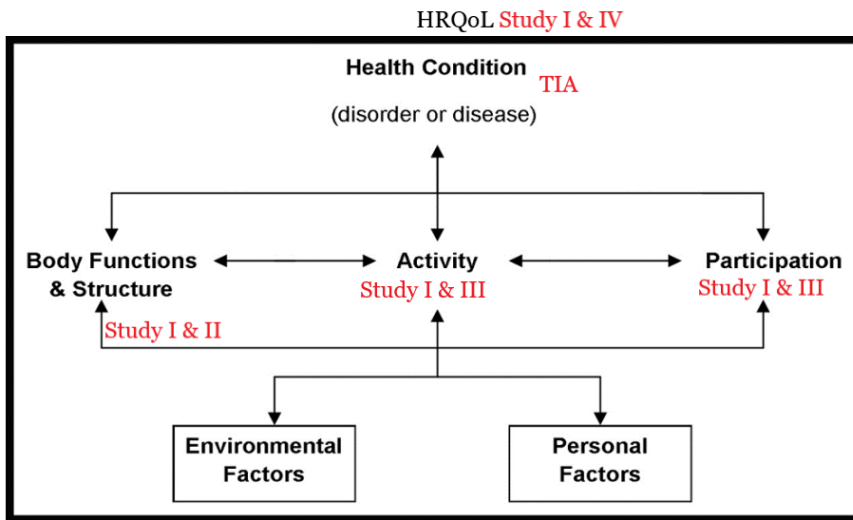 HRQoL Study I & IV
Health Condition
TIA
(disorder or disease)
Body Functions
& Structure
Activity
Participation
Study I & III
Study I & III
Study I & II
Environmental
Factors
Personal
Factors